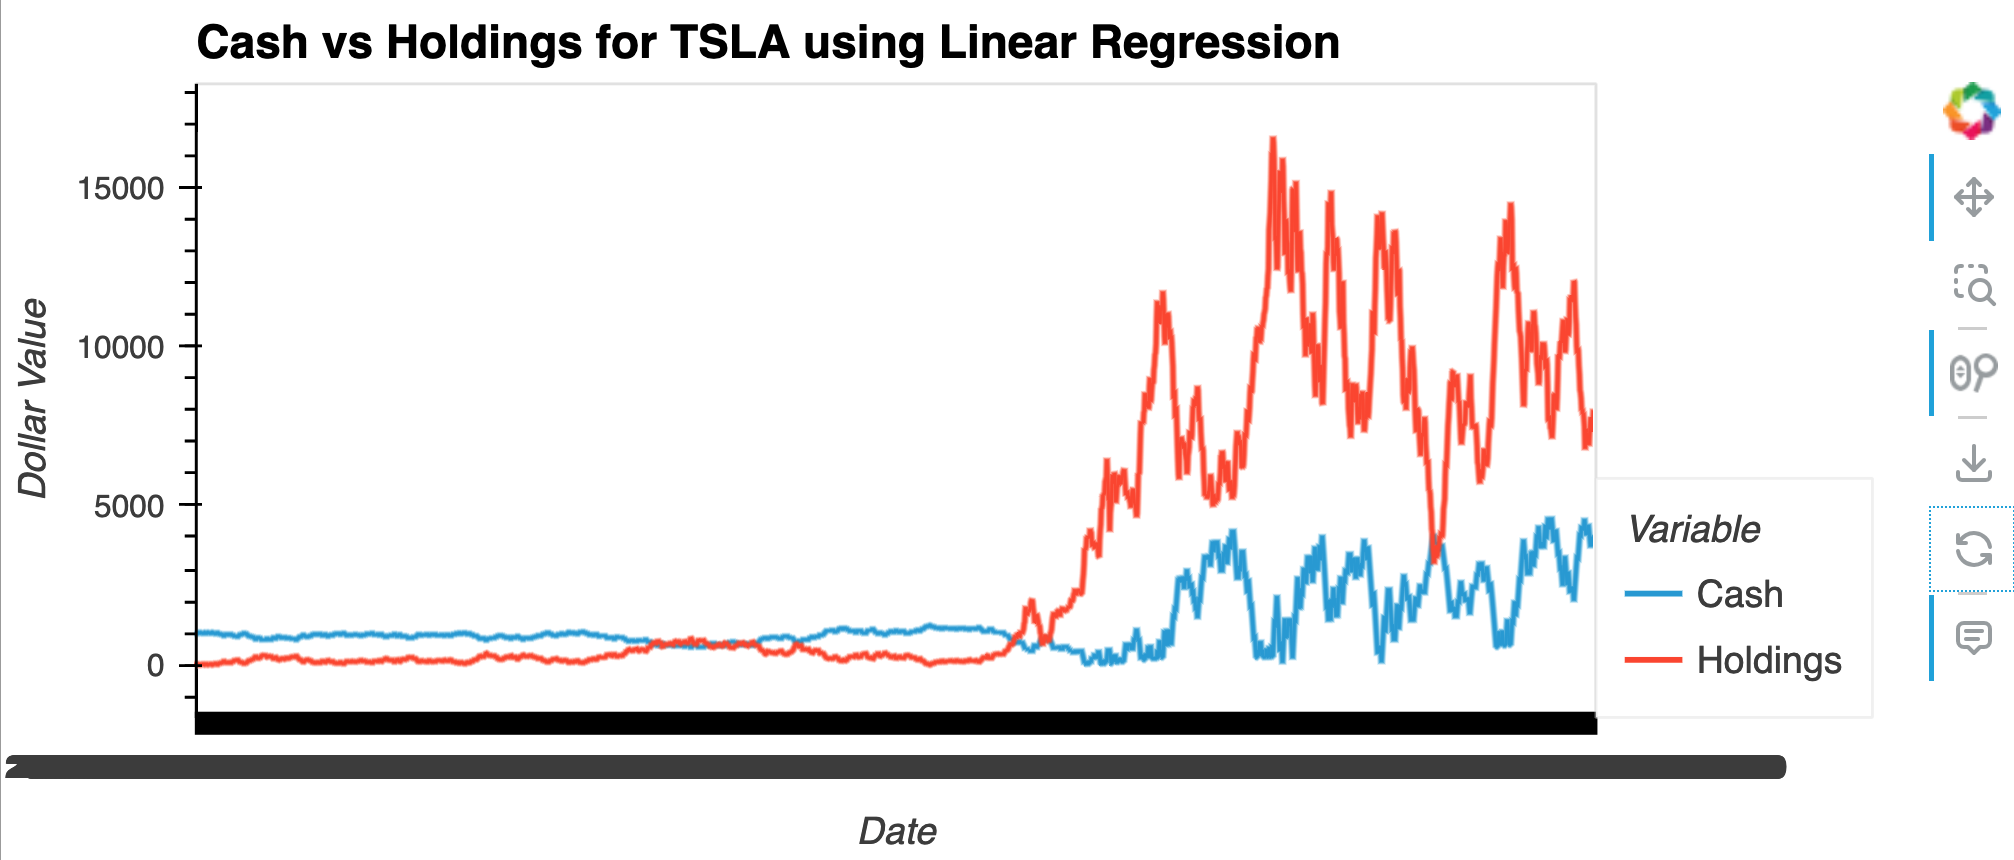 Cash vs Holdings for TSLA using Linear Regression
15000
10000
5000
0
Dollar Value
Variable
Cash
Holdings
Date